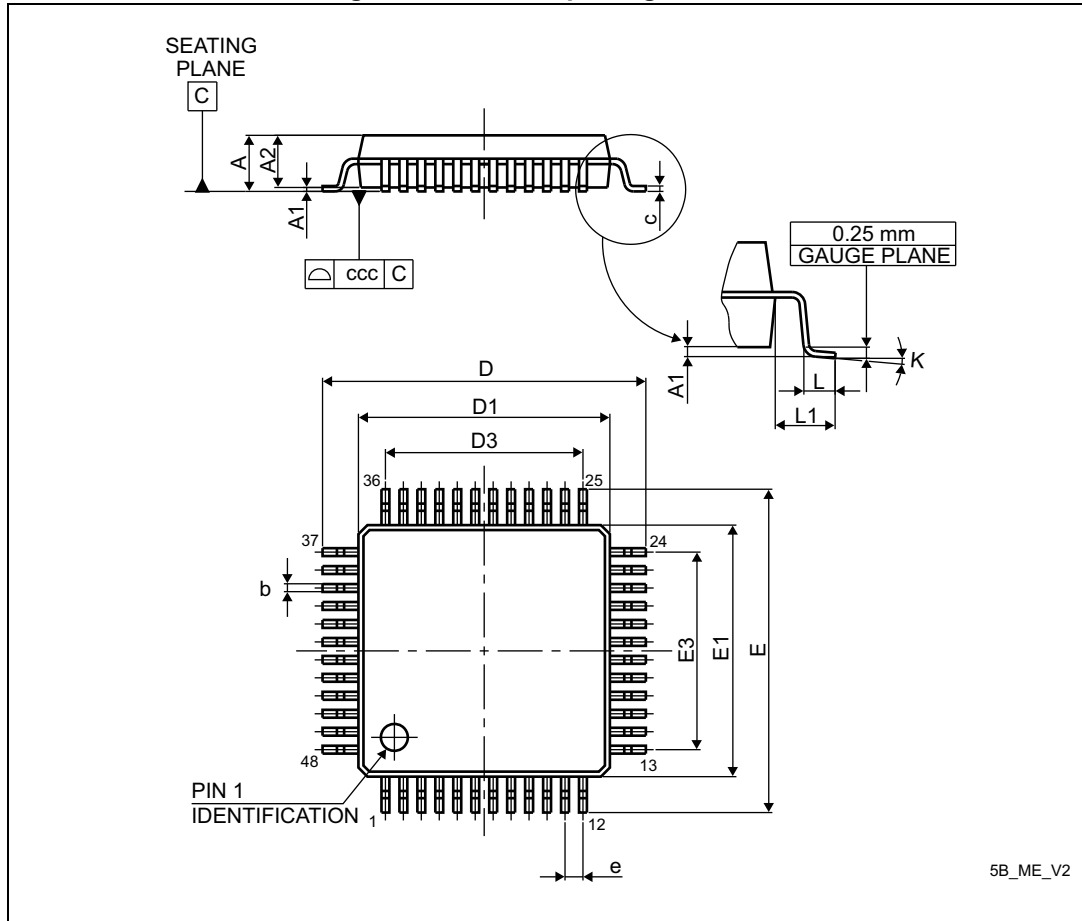 SEATING
PLANE
C
A
A2
A1
c
ccc C
0.25 mm
GAUGE PLANE
A1
K
L
L1
D
D1
D3
36
25
37
24
b
E3
E1
E
48
13
PIN 1
IDENTIFICATION
1
12
e
5B_ME_V2